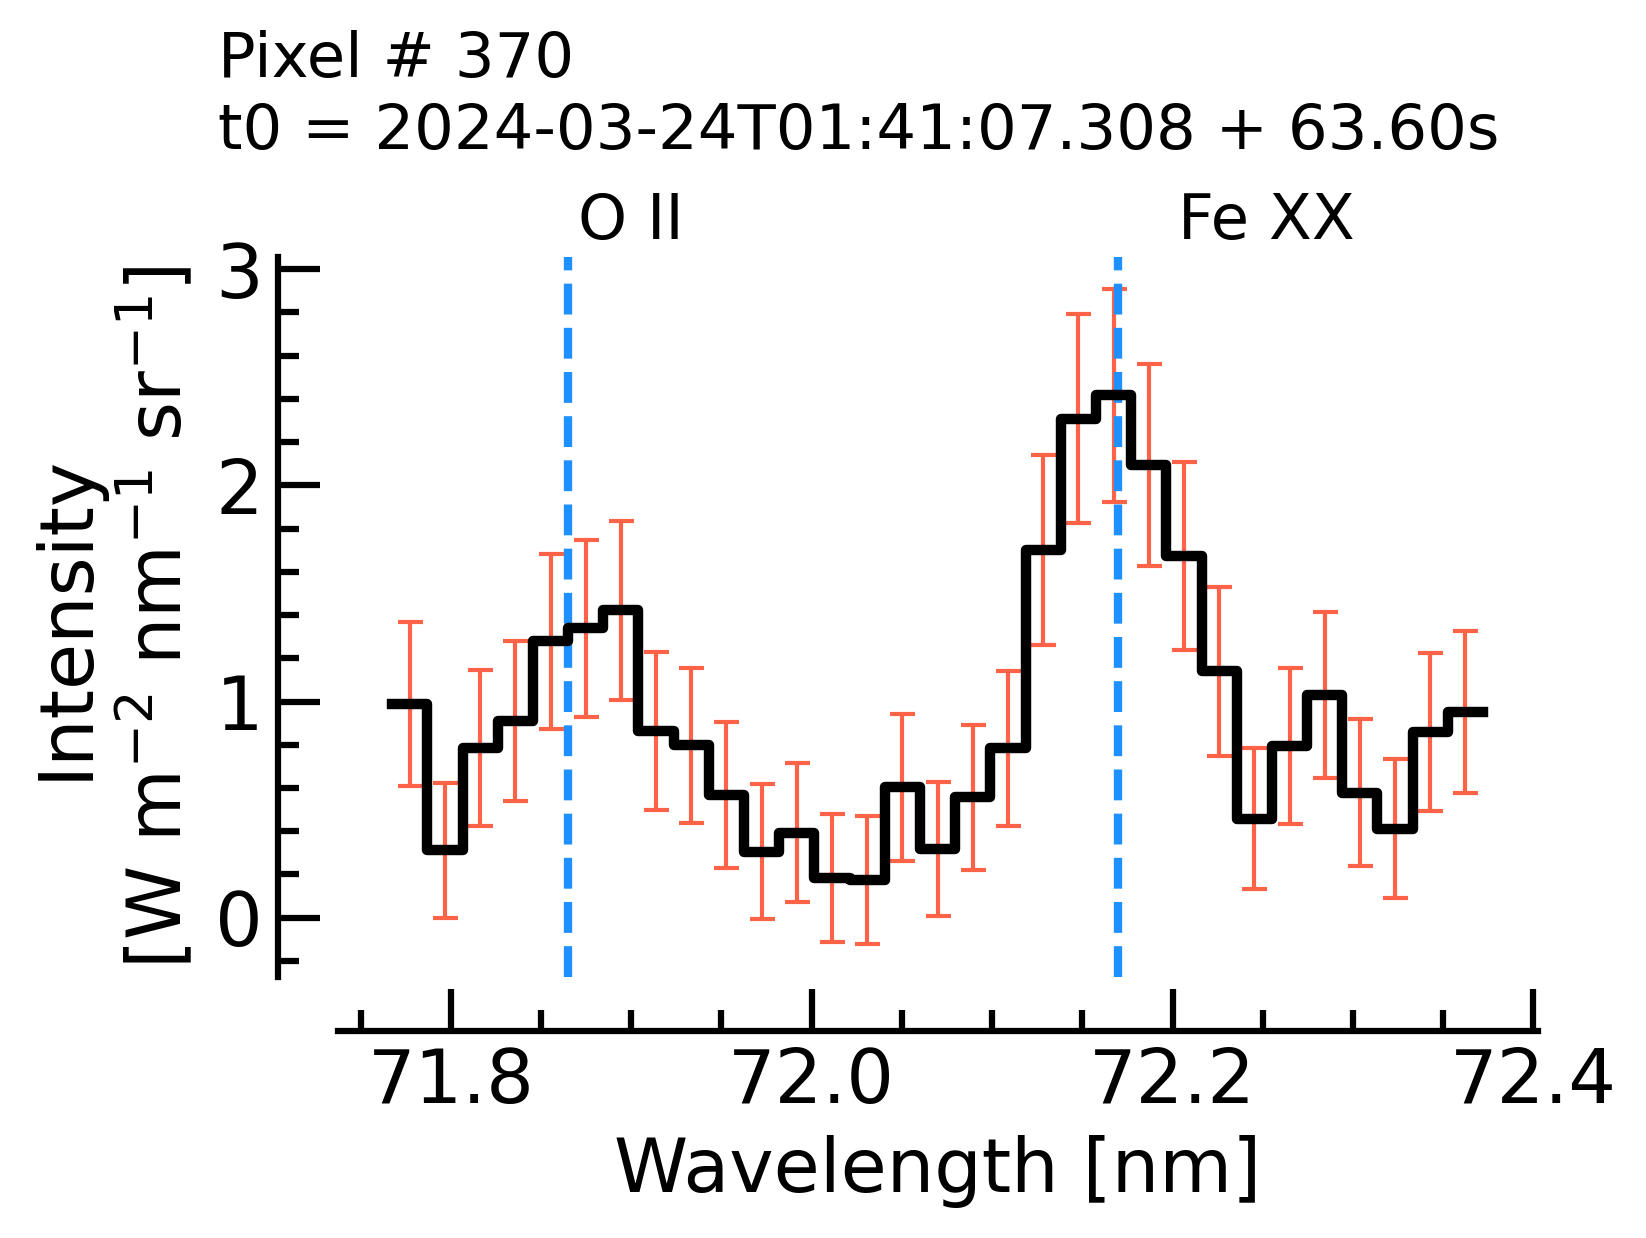 Pixel # 370
t0 = 2024-03-24T01:41:07.308 + 63.60s
O II
Fe XX
Intensity
[W m⁻² nm⁻¹ sr⁻¹]
3
2
1
0
71.8
72.0
72.2
72.4
Wavelength [nm]